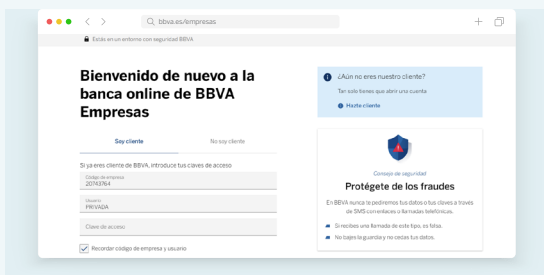 bbva.es/empresas
Estás en un entorno con seguridad BBVA
Bienvenido de nuevo a la
banca online de BBVA
Empresas
Soy cliente
No soy cliente
Si ya eres cliente de BBVA, introduce tus claves de acceso
Código de empresa
20743764
Usuario
PRIVADA
Clave de acceso
Recordar código de empresa y usuario
¿Aún no eres nuestro cliente?
Tan solo tienes que abrir una cuenta
Hazte cliente
Consejo de seguridad
Protégete de los fraudes
En BBVA nunca te pediremos tus datos o tus claves a través
de SMS con enlaces o llamadas telefónicas.
Si recibes una llamada de este tipo, es falsa.
No bajes la guardia y no cedas tus datos.